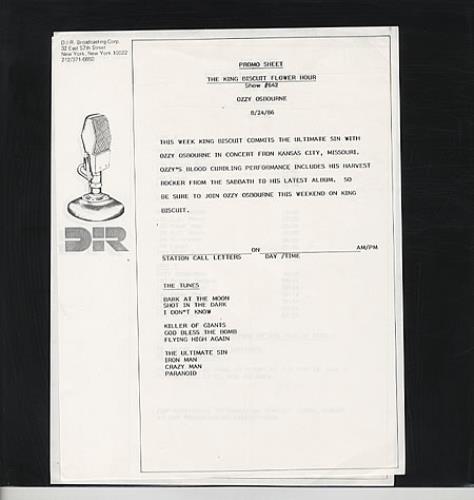 D.I.R. Broadcasting Corp.
32 East 57th Street
New York, New York 10022
212/371-6850
DIR
PROMO SHEET
THE KING BISCUIT FLOWER HOUR
Show #642
OZZY OSBOURNE
8/24/86
THIS WEEK KING BISCUIT COMMITS THE ULTIMATE SIN WITH
OZZY OSBOURNE IN CONCERT FROM KANSAS CITY, MISSOURI.
OZZY"S BLOOD CURDLING PERFORMANCE INCLUDES HIS HARVEST
ROCKER FROM THE SABBATH TO HIS LATEST ALBUM. SO
BE SURE TO JOIN OZZY OSBOURNE THIS WEEKEND ON KING
BISCUIT.
ON AM/PM
STATION CALL LETTERS DAY /TIME
THE TUNES
BARK AT THE MOON
SHOT IN THE DARK
I DON"T KNOW
KILLER OF GIANTS
GOD BLESS THE BOMB
FLYING HIGH AGAIN
THE ULTIMATE SIN
IRON MAN
CRAZY MAN
PARANOID